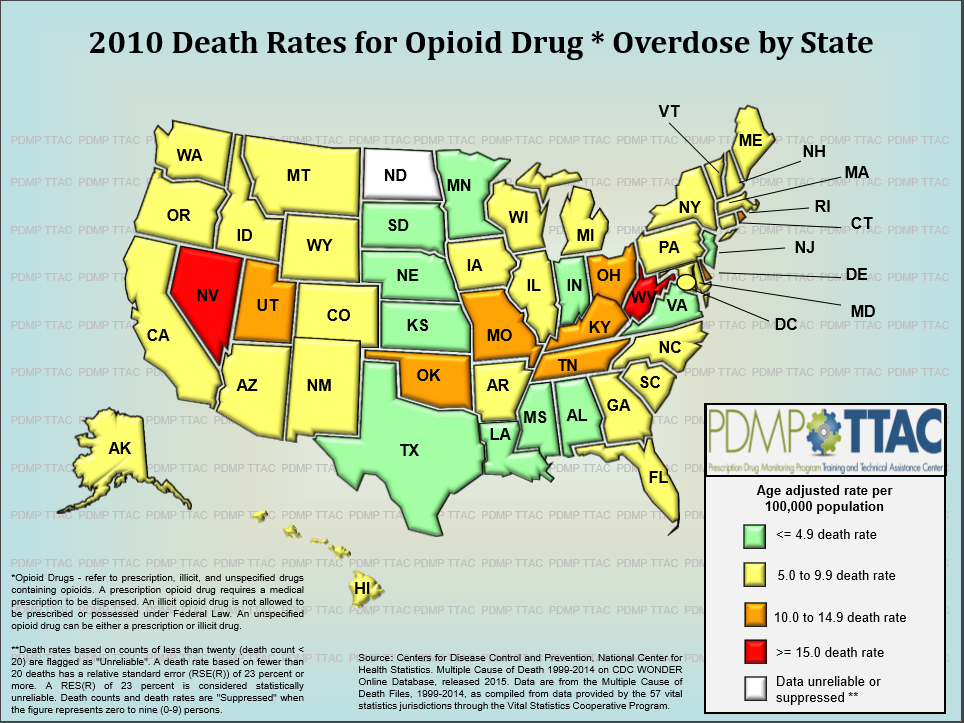 2010 Death Rates for Opioid Drug * Overdose by State
VT
ME
NH
WA
MT
ND
MN
MA
OR
ID
SD
WI
NY
RI
CT
WY
MI
PA
NJ
NV
UT
NE
IA
IL
IN
OH
WV
VA
DE
MD
DC
CA
CO
KS
MO
KY
NC
AZ
NM
OK
AR
TN
SC
MS
AL
GA
TX
LA
FL
AK
HI
PDMP TTAC
Prescription Drug Monitoring Program Training and Technical Assistance Center
Age adjusted rate per
100,000 population
<= 4.9 death rate
5.0 to 9.9 death rate
10.0 to 14.9 death rate
>= 15.0 death rate
Data unreliable or
suppressed **
*Opioid Drugs - refer to prescription, illicit, and unspecified drugs
containing opioids. A prescription opioid drug requires a medical
prescription to be dispensed. An illicit opioid drug is not allowed to
be prescribed or possessed under Federal Law. An unspecified
opioid drug can be either a prescription or illicit drug.
**Death rates based on counts of less than twenty (death count <
20) are flagged as "Unreliable". A death rate based on fewer than
20 deaths has a relative standard error (RSE(R)) of 23 percent or
more. A RES(R) of 23 percent is considered statistically
unreliable. Death counts and death rates are "Suppressed" when
the figure represents zero to nine (0-9) persons.
Source: Centers for Disease Control and Prevention, National Center for
Health Statistics. Multiple Cause of Death 1999-2014 on CDC WONDER
Online Database, released 2015. Data are from the Multiple Cause of
Death Files, 1999-2014, as compiled from data provided by the 57 vital
statistics jurisdictions through the Vital Statistics Cooperative Program.